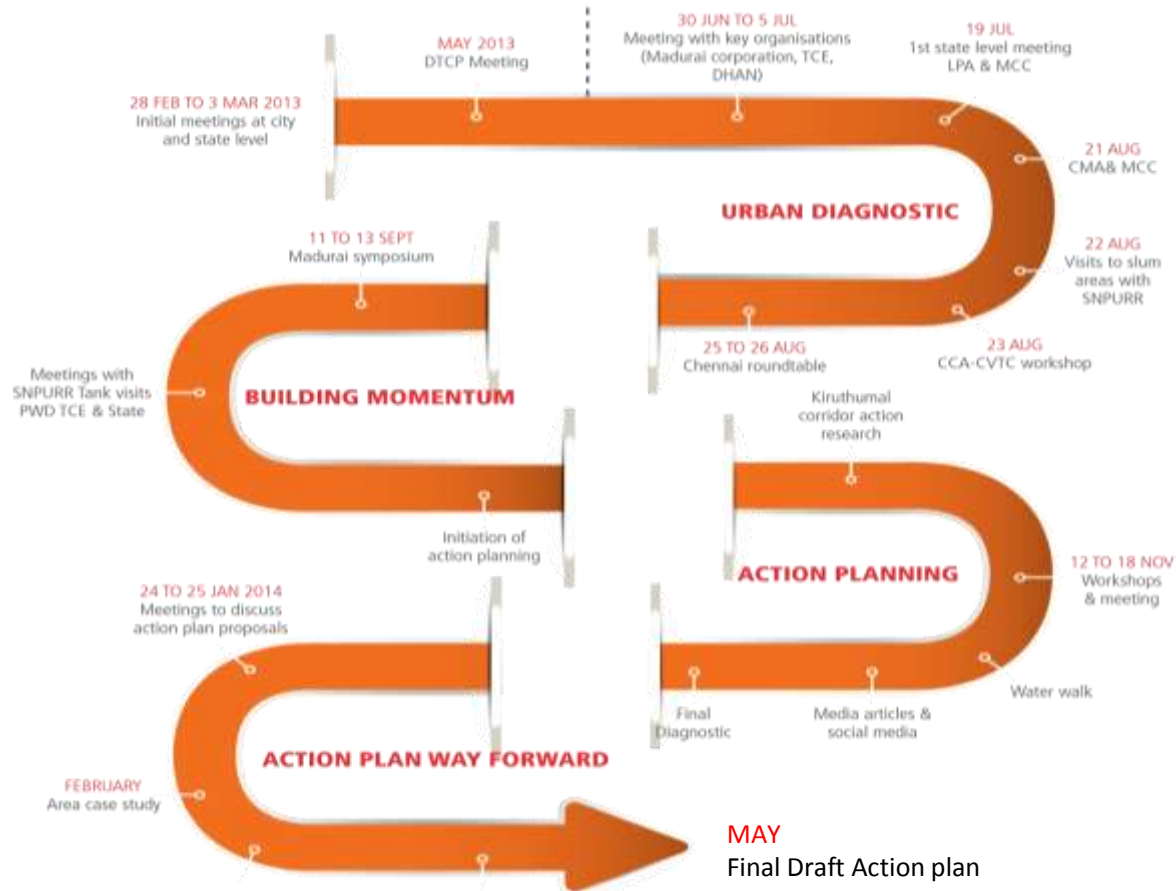 28 FEB TO 3 MAR 2013
Initial meetings at city
and state level
MAY 2013
DTCP Meeting
30 JUN TO 5 JUL
Meeting with key organisations
(Madurai corporation, TCE,
DHAN)
19 JUL
1st state level meeting
LPA & MCC
21 AUG
CMA& MCC
URBAN DIAGNOSTIC
22 AUG
Visits to slum
areas with
SNPURR
23 AUG
CCA-CVTC workshop
25 TO 26 AUG
Chennai roundtable
11 TO 13 SEPT
Madurai symposium
Meetings with
SNPURR Tank visits
PWD TCE & State
BUILDING MOMENTUM
Initiation of
action planning
Kiruthumal
corridor action
research
ACTION PLANNING
12 TO 18 NOV
Workshops
& meeting
Water walk
Media articles &
social media
Final
Diagnostic
24 TO 25 JAN 2014
Meetings to discuss
action plan proposals
ACTION PLAN WAY FORWARD
FEBRUARY
Area case study
MAY
Final Draft Action plan